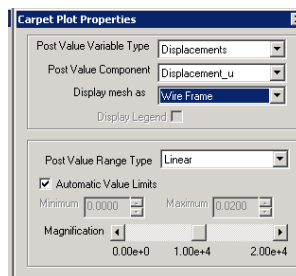 Carpet Plot Properties
Post Value Variable Type Displacements
Post Value Component Displacement_u
Display mesh as Wire Frame
Display Legend
Post Value Range Type Linear
Automatic Value Limits
Minimum 0.0000 Maximum 0.0200
Magnification
0.00e+0 1.00e+4 2.00e+4